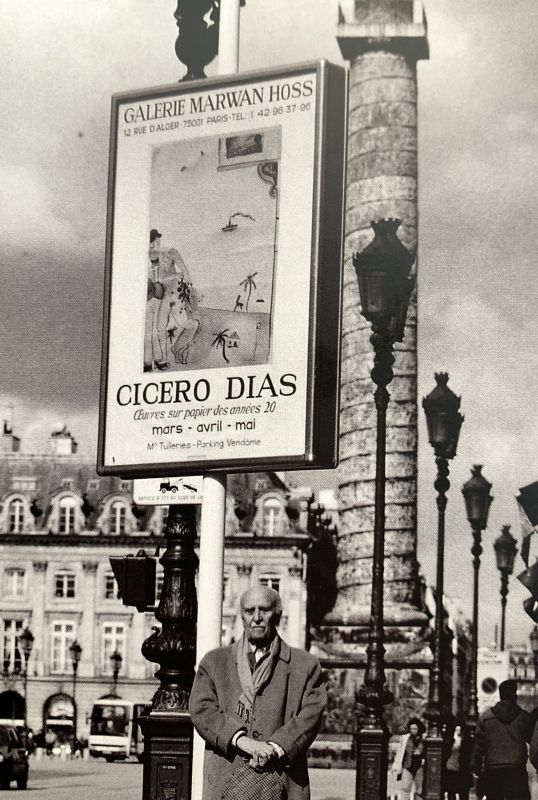 GALERIE MARWAN HOSS
12, RUE D'ALGER-75001 PARIS-TEL: 1 42 96 37 96
CICERO DIAS
Œuvres sur papier des années 20
mars - avril - mai
Mº Tuileries-Parking Vendôme